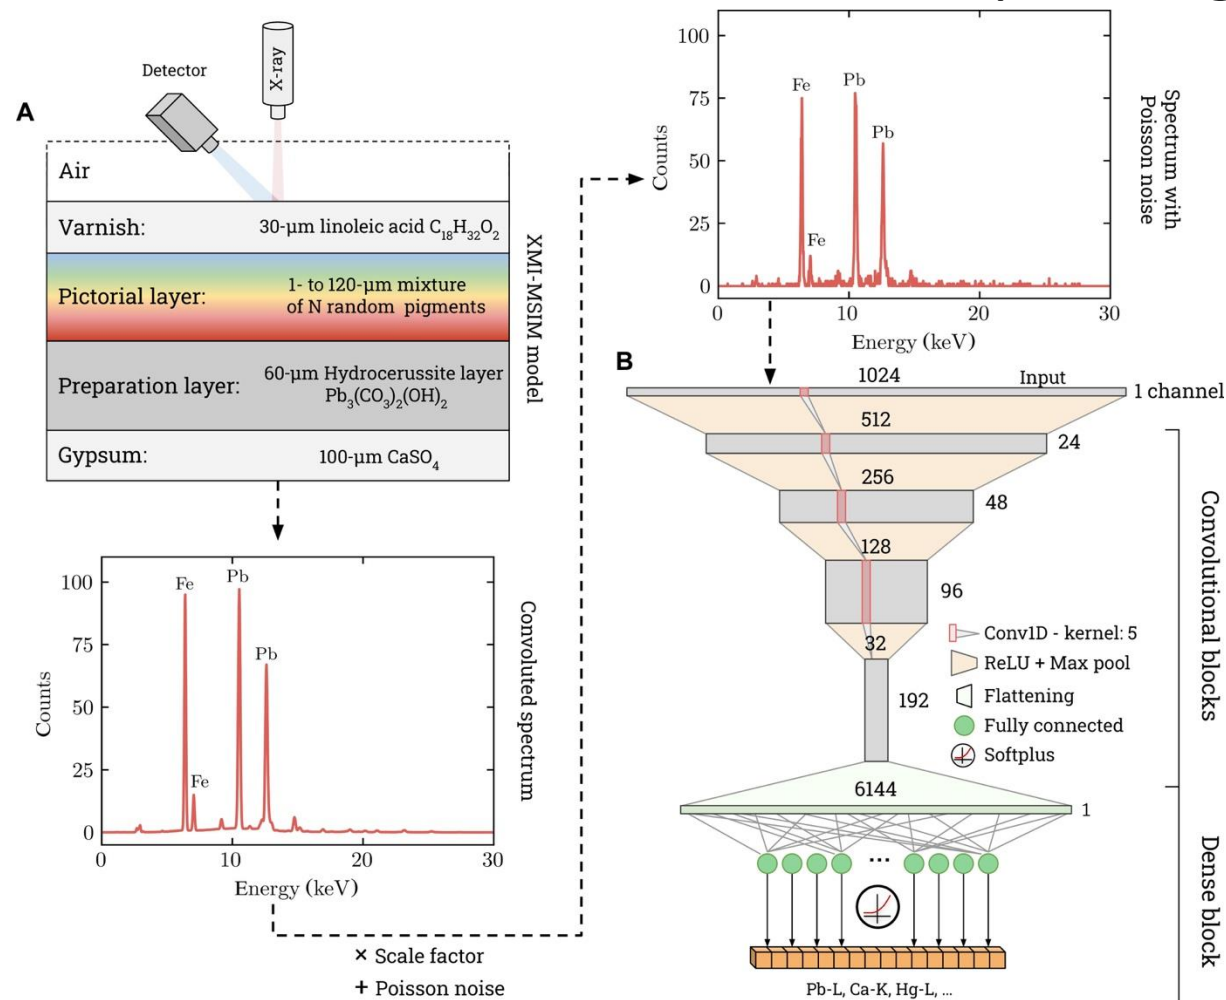 A
Detector
X-ray
Air
Varnish:
30-μm linoleic acid C₁₈H₃₂O₂
Pictorial layer:
1- to 120-μm mixture
of N random pigments
Preparation layer:
60-μm Hydrocerussite layer
Pb₃(CO₃)₂(OH)₂
Gypsum:
100-μm CaSO₄
XMI-MSIM model
100
75
50
25
0
Counts
Fe
Fe
Pb
Pb
0
10
20
30
Energy (keV)
Convoluted spectrum
× Scale factor
+ Poisson noise
100
75
50
25
0
Counts
Fe
Fe
Pb
Pb
0
10
20
30
Energy (keV)
Spectrum with
Poisson noise
B
1024
Input
1 channel
512
24
256
48
128
96
32
192
Conv1D - kernel: 5
ReLU + Max pool
Flattening
Fully connected
Softplus
6144
1
...
Pb-L, Ca-K, Hg-L, ...
Convolutional blocks
Dense block